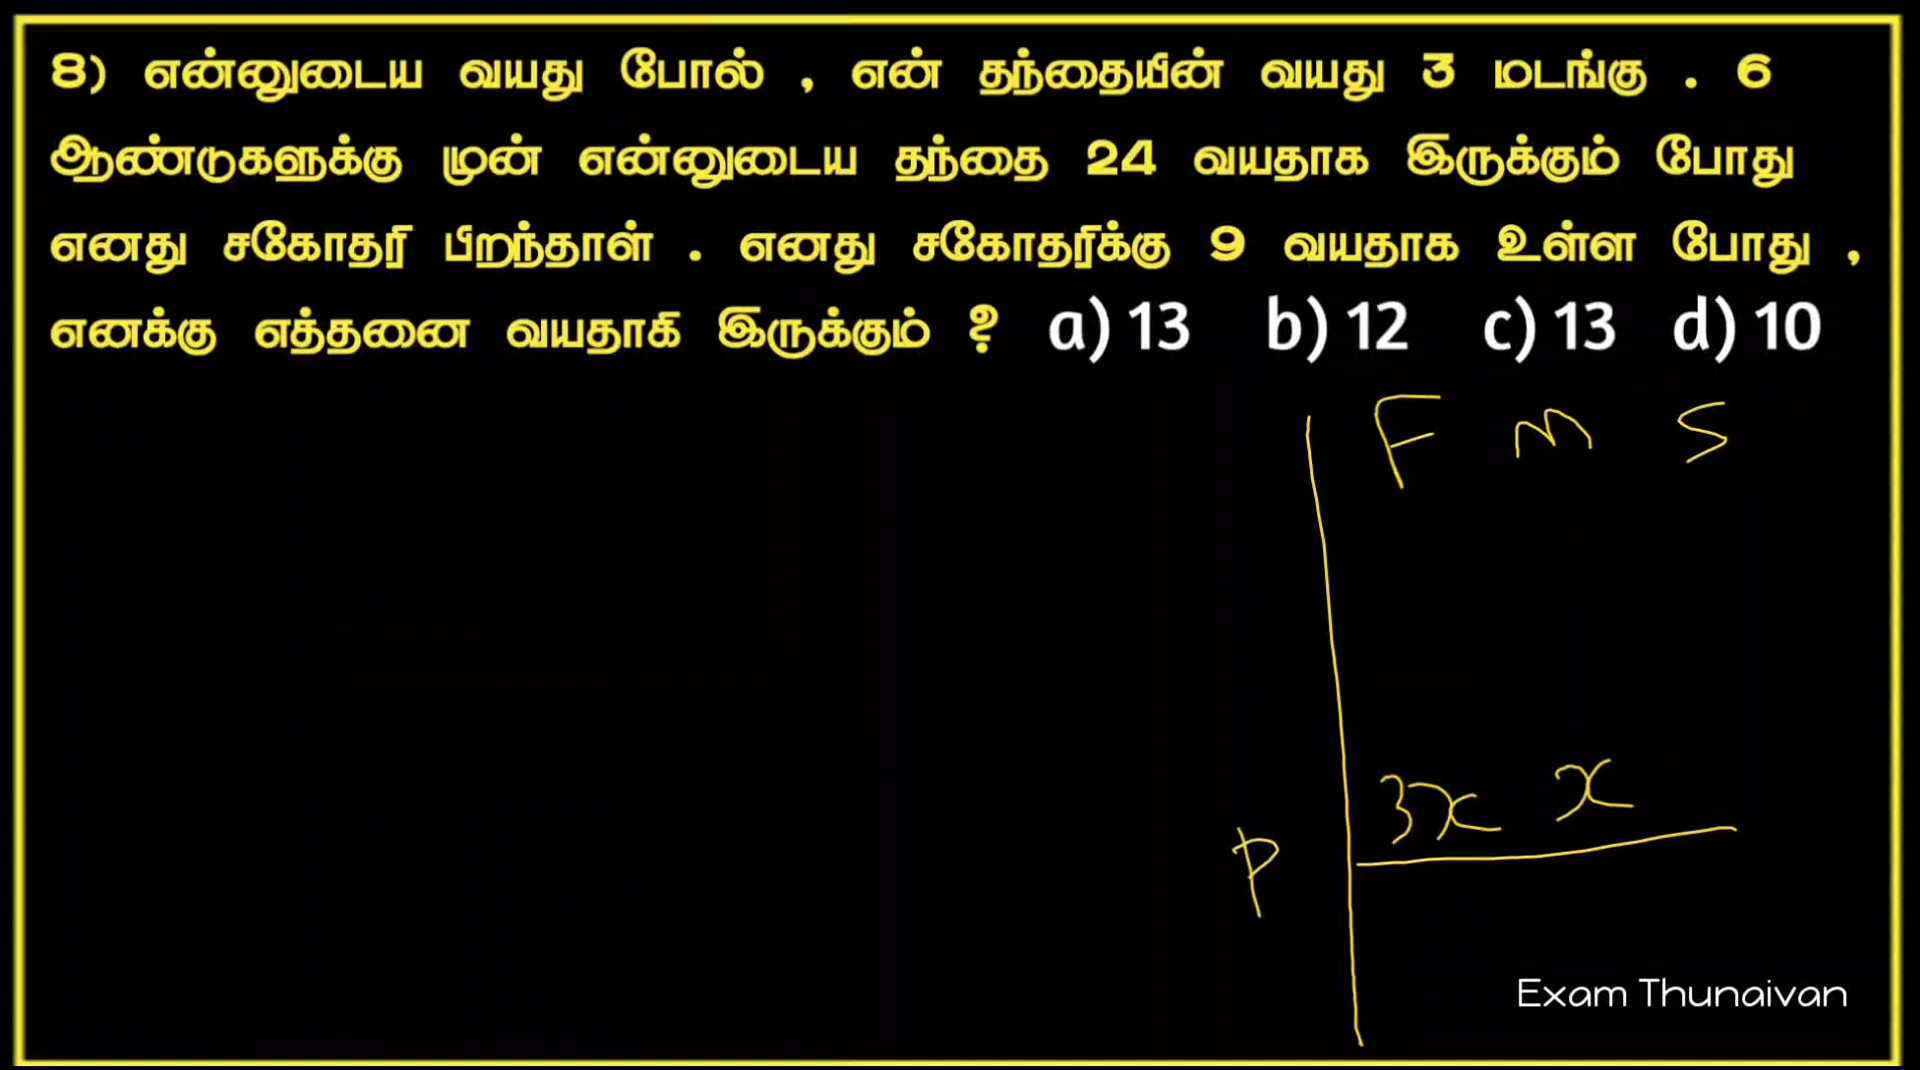 8) என்னுடைய வயது போல் , என் தந்தையின் வயது 3 மடங்கு . 6
ஆண்டுகளுக்கு முன் என்னுடைய தந்தை 24 வயதாக இருக்கும் போது
எனது சகோதரி பிறந்தாள் . எனது சகோதரிக்கு 9 வயதாக உள்ள போது ,
எனக்கு எத்தனை வயதாகி இருக்கும் ? a) 13 b) 12 c) 13 d) 10
F M S
3x x
P
Exam Thunaivan